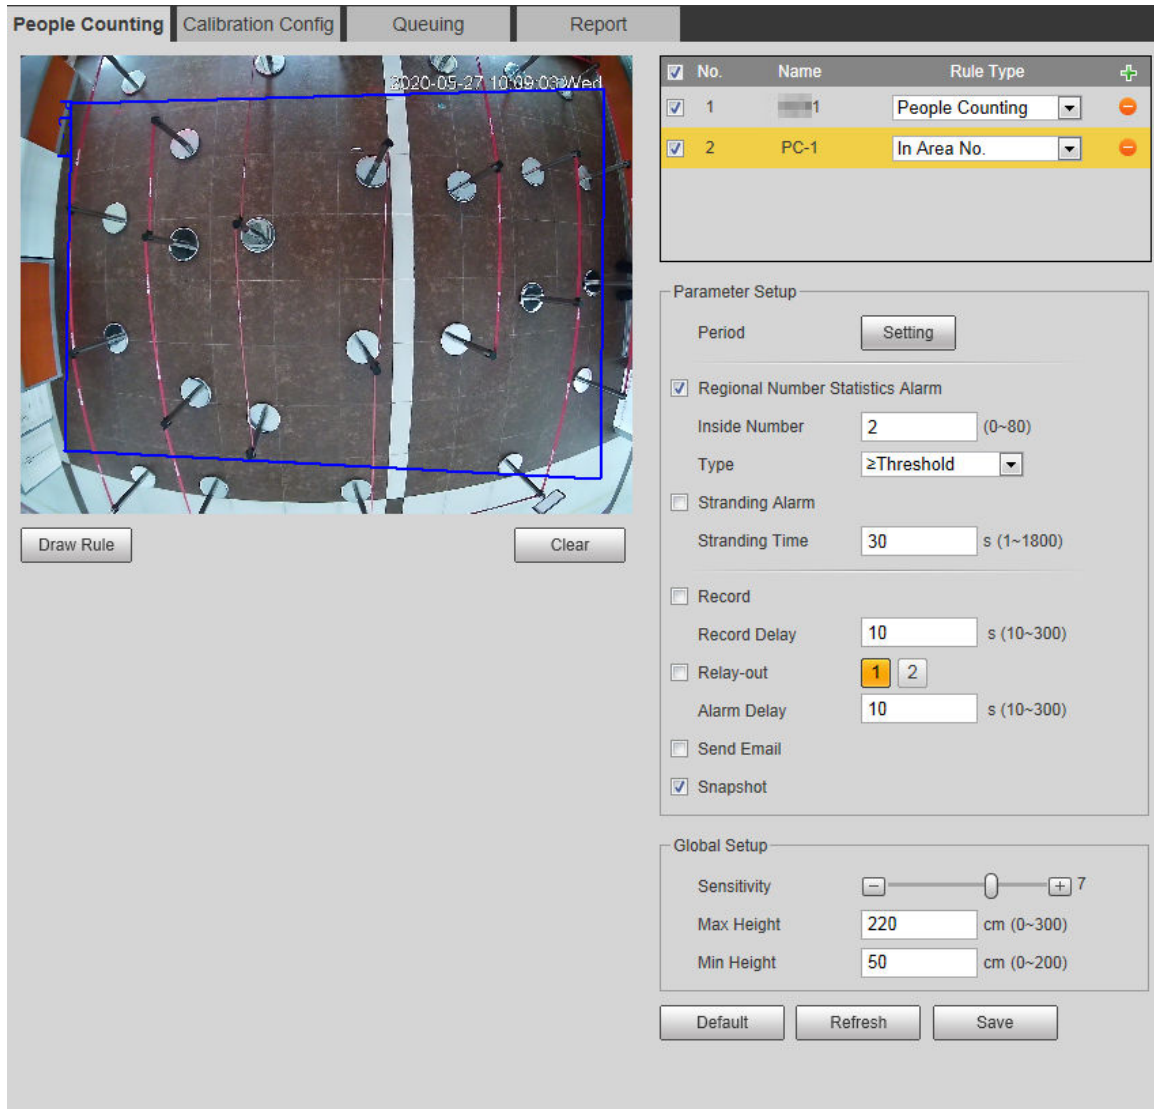 People Counting Calibration Config Queuing Report
2020-05-27 10:09:03 Wed
No. Name Rule Type
1 1 People Counting
2 PC-1 In Area No.
Parameter Setup
Period Setting
Regional Number Statistics Alarm
Inside Number 2 (0~80)
Type ≥Threshold
Stranding Alarm
Stranding Time 30 s (1~1800)
Draw Rule Clear
Record
Record Delay 10 s (10~300)
Relay-out 1 2
Alarm Delay 10 s (10~300)
Send Email
Snapshot
Global Setup
Sensitivity 7
Max Height 220 cm (0~300)
Min Height 50 cm (0~200)
Default Refresh Save